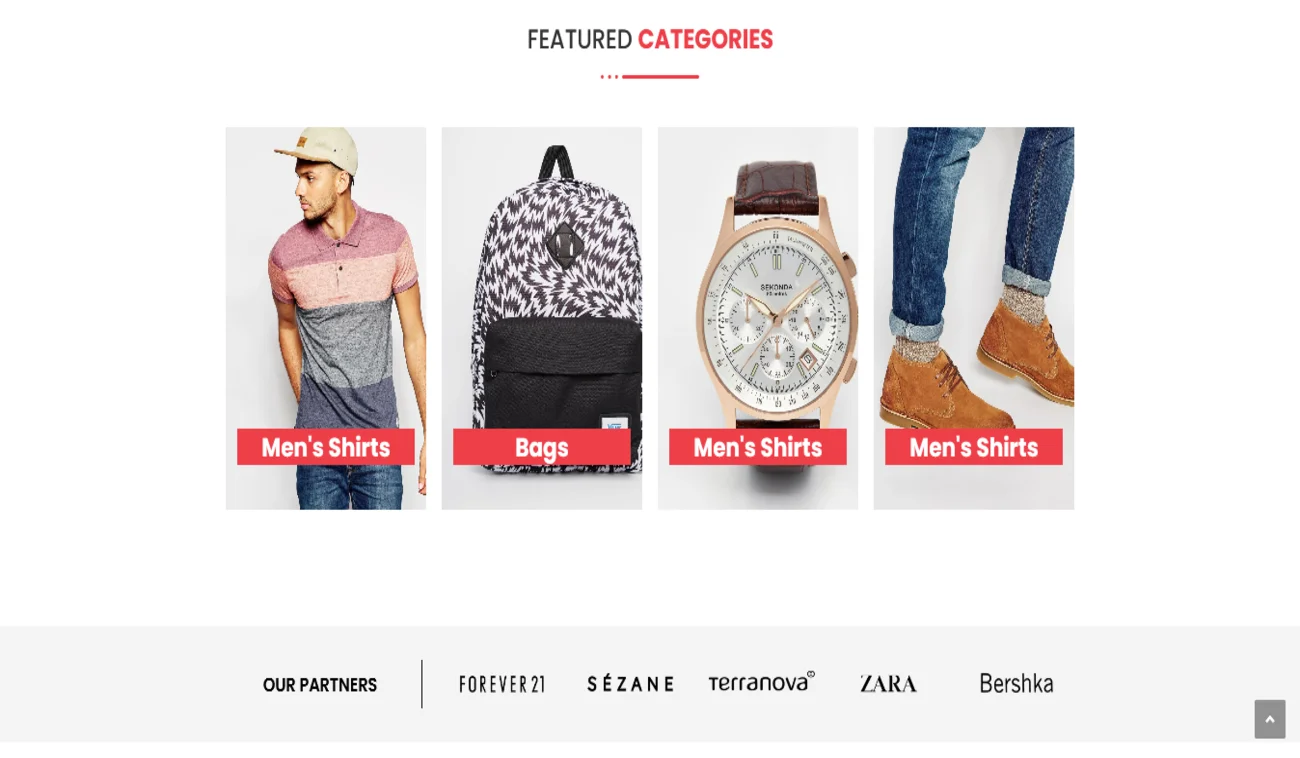 FEATURED CATEGORIES
Men's Shirts
Bags
SEKONDA
Men's Shirts
Men's Shirts
OUR PARTNERS
FOREVER 21
SÉZANE
Terranova
ZARA
Bershka